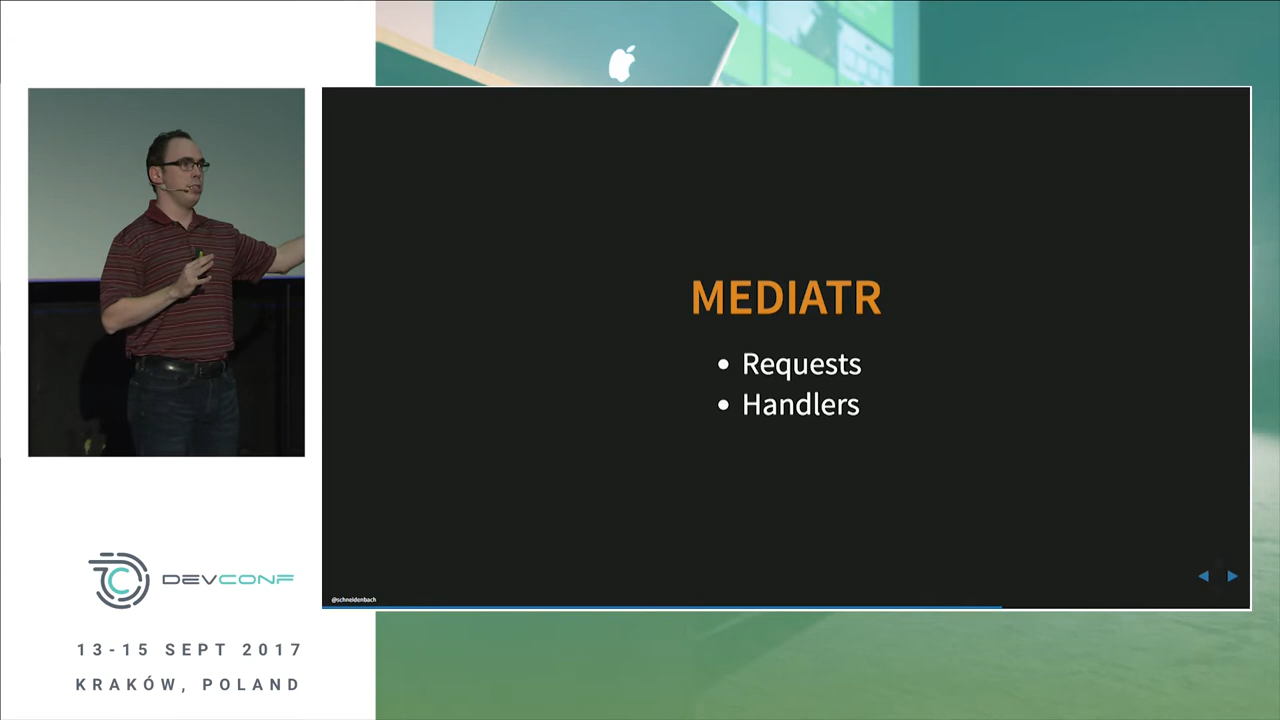 MEDIATR
Requests
Handlers
@schneidenbach
DEVCONF
13-15 SEPT 2017
KRAKÓW, POLAND